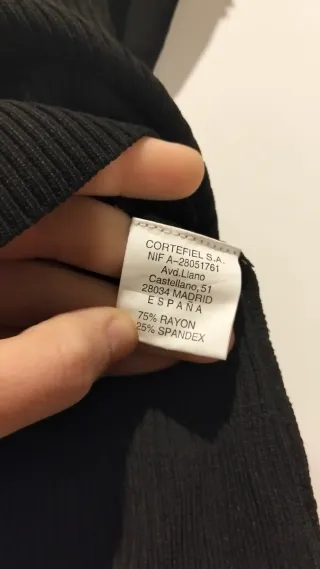 CORTEFIEL S.A.
NIF A-28051761
Avd.Llano
Castellano,51
28034 MADRID
ESPAÑA
75% RAYON
25% SPANDEX